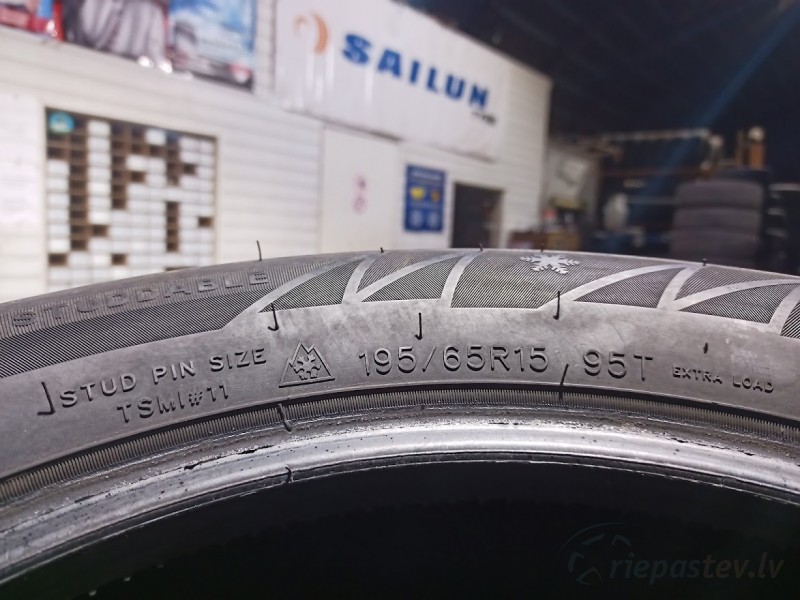 SAILUN
STUDDABLE
STUD PIN SIZE
TSMI#11
195/65R15 95T EXTRA LOAD
riepastev.lv